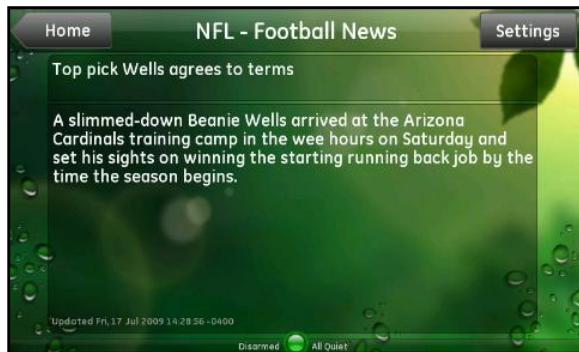 Home
NFL - Football News
Settings
Top pick Wells agrees to terms
A slimmed-down Beanie Wells arrived at the Arizona
Cardinals training camp in the wee hours on Saturday and
set his sights on winning the starting running back job by the
time the season begins.
Updated Fri, 17 Jul 2009 14:28:56 -0400
Disarmed All Quiet